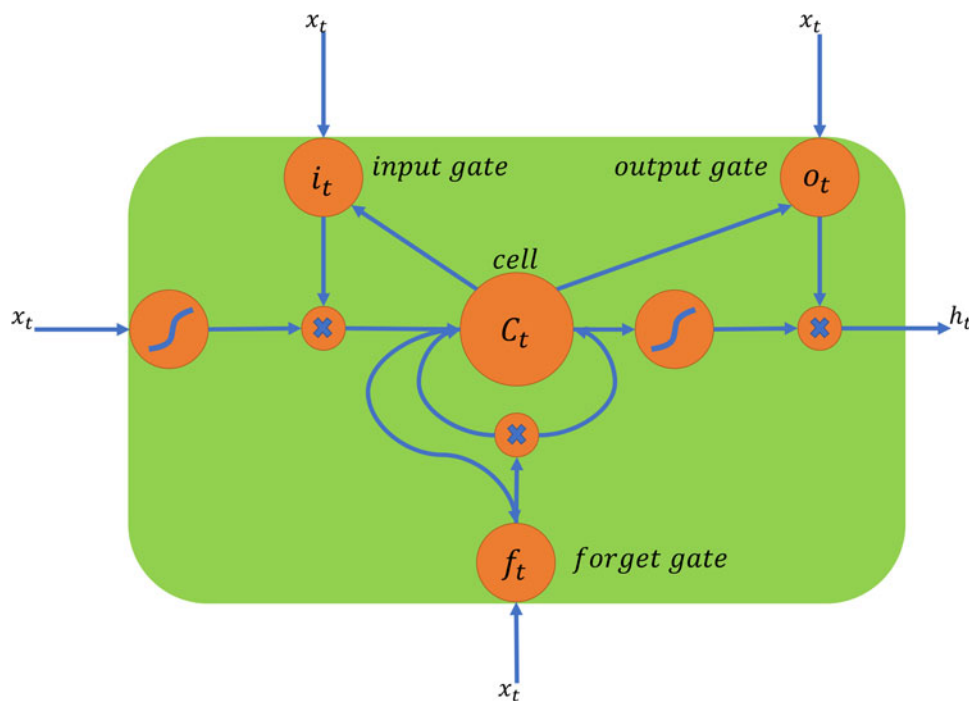 x_t
x_t
i_t
input gate
output gate
o_t
cell
x_t
C_t
h_t
f_t
forget gate
x_t